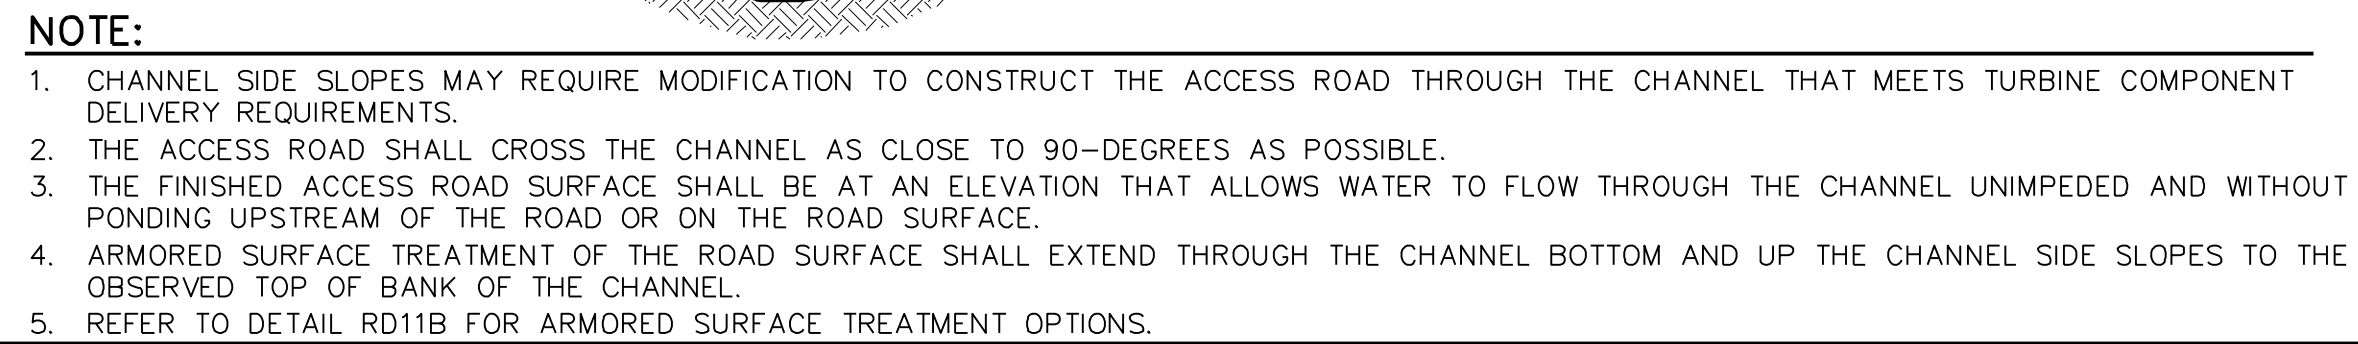 NOTE:
1. CHANNEL SIDE SLOPES MAY REQUIRE MODIFICATION TO CONSTRUCT THE ACCESS ROAD THROUGH THE CHANNEL THAT MEETS TURBINE COMPONENT
DELIVERY REQUIREMENTS.
2. THE ACCESS ROAD SHALL CROSS THE CHANNEL AS CLOSE TO 90-DEGREES AS POSSIBLE.
3. THE FINISHED ACCESS ROAD SURFACE SHALL BE AT AN ELEVATION THAT ALLOWS WATER TO FLOW THROUGH THE CHANNEL UNIMPEDED AND WITHOUT
PONDING UPSTREAM OF THE ROAD OR ON THE ROAD SURFACE.
4. ARMORED SURFACE TREATMENT OF THE ROAD SURFACE SHALL EXTEND THROUGH THE CHANNEL BOTTOM AND UP THE CHANNEL SIDE SLOPES TO THE
OBSERVED TOP OF BANK OF THE CHANNEL.
5. REFER TO DETAIL RD11B FOR ARMORED SURFACE TREATMENT OPTIONS.